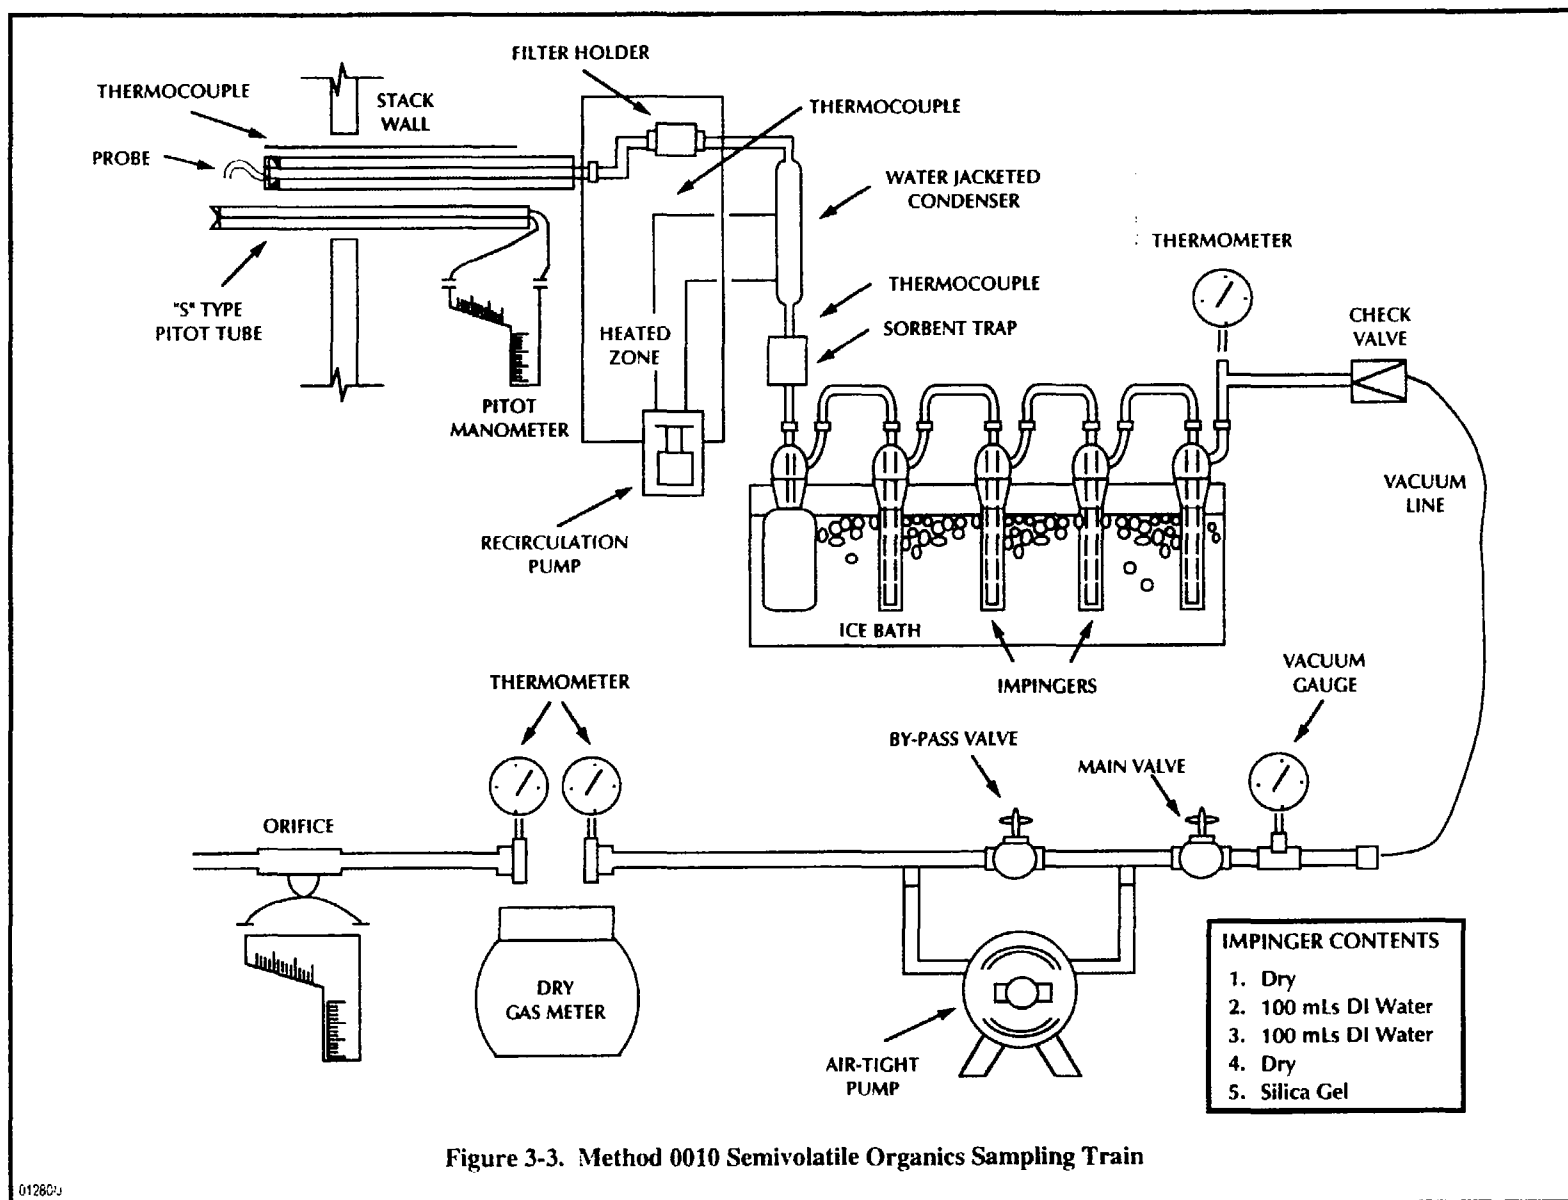 FILTER HOLDER
THERMOCOUPLE
STACK
WALL
THERMOCOUPLE
PROBE
WATER JACKETED
CONDENSER
THERMOMETER
"S" TYPE
PITOT TUBE
THERMOCOUPLE
HEATED
ZONE
SORBENT TRAP
CHECK
VALVE
PITOT
MANOMETER
VACUUM
LINE
RECIRCULATION
PUMP
ICE BATH
IMPINGERS
THERMOMETER
VACUUM
GAUGE
BY-PASS VALVE
MAIN VALVE
ORIFICE
DRY
GAS METER
AIR-TIGHT
PUMP
IMPINGER CONTENTS
1. Dry
2. 100 mLs DI Water
3. 100 mLs DI Water
4. Dry
5. Silica Gel
Figure 3-3. Method 0010 Semivolatile Organics Sampling Train